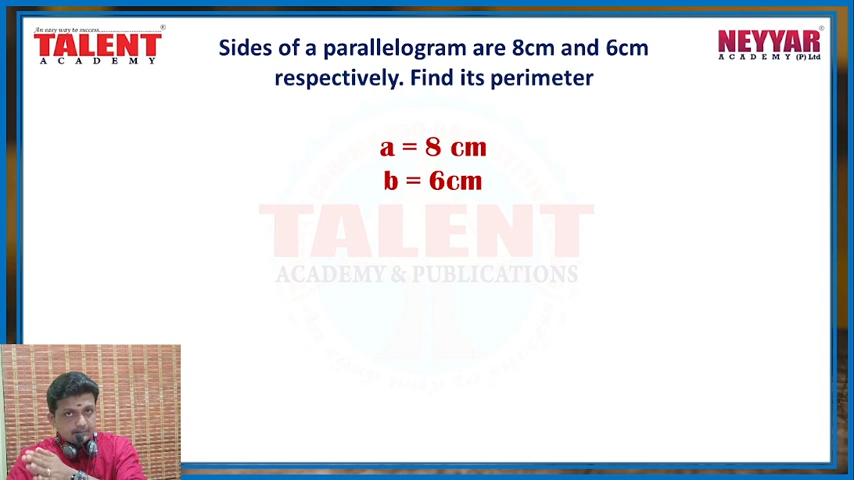 An easy way to success...
TALENT
ACADEMY
Sides of a parallelogram are 8cm and 6cm
respectively. Find its perimeter
NEYYAR
ACADEMY (P) Ltd
a = 8 cm
b = 6cm
TALENT
ACADEMY & PUBLICATIONS